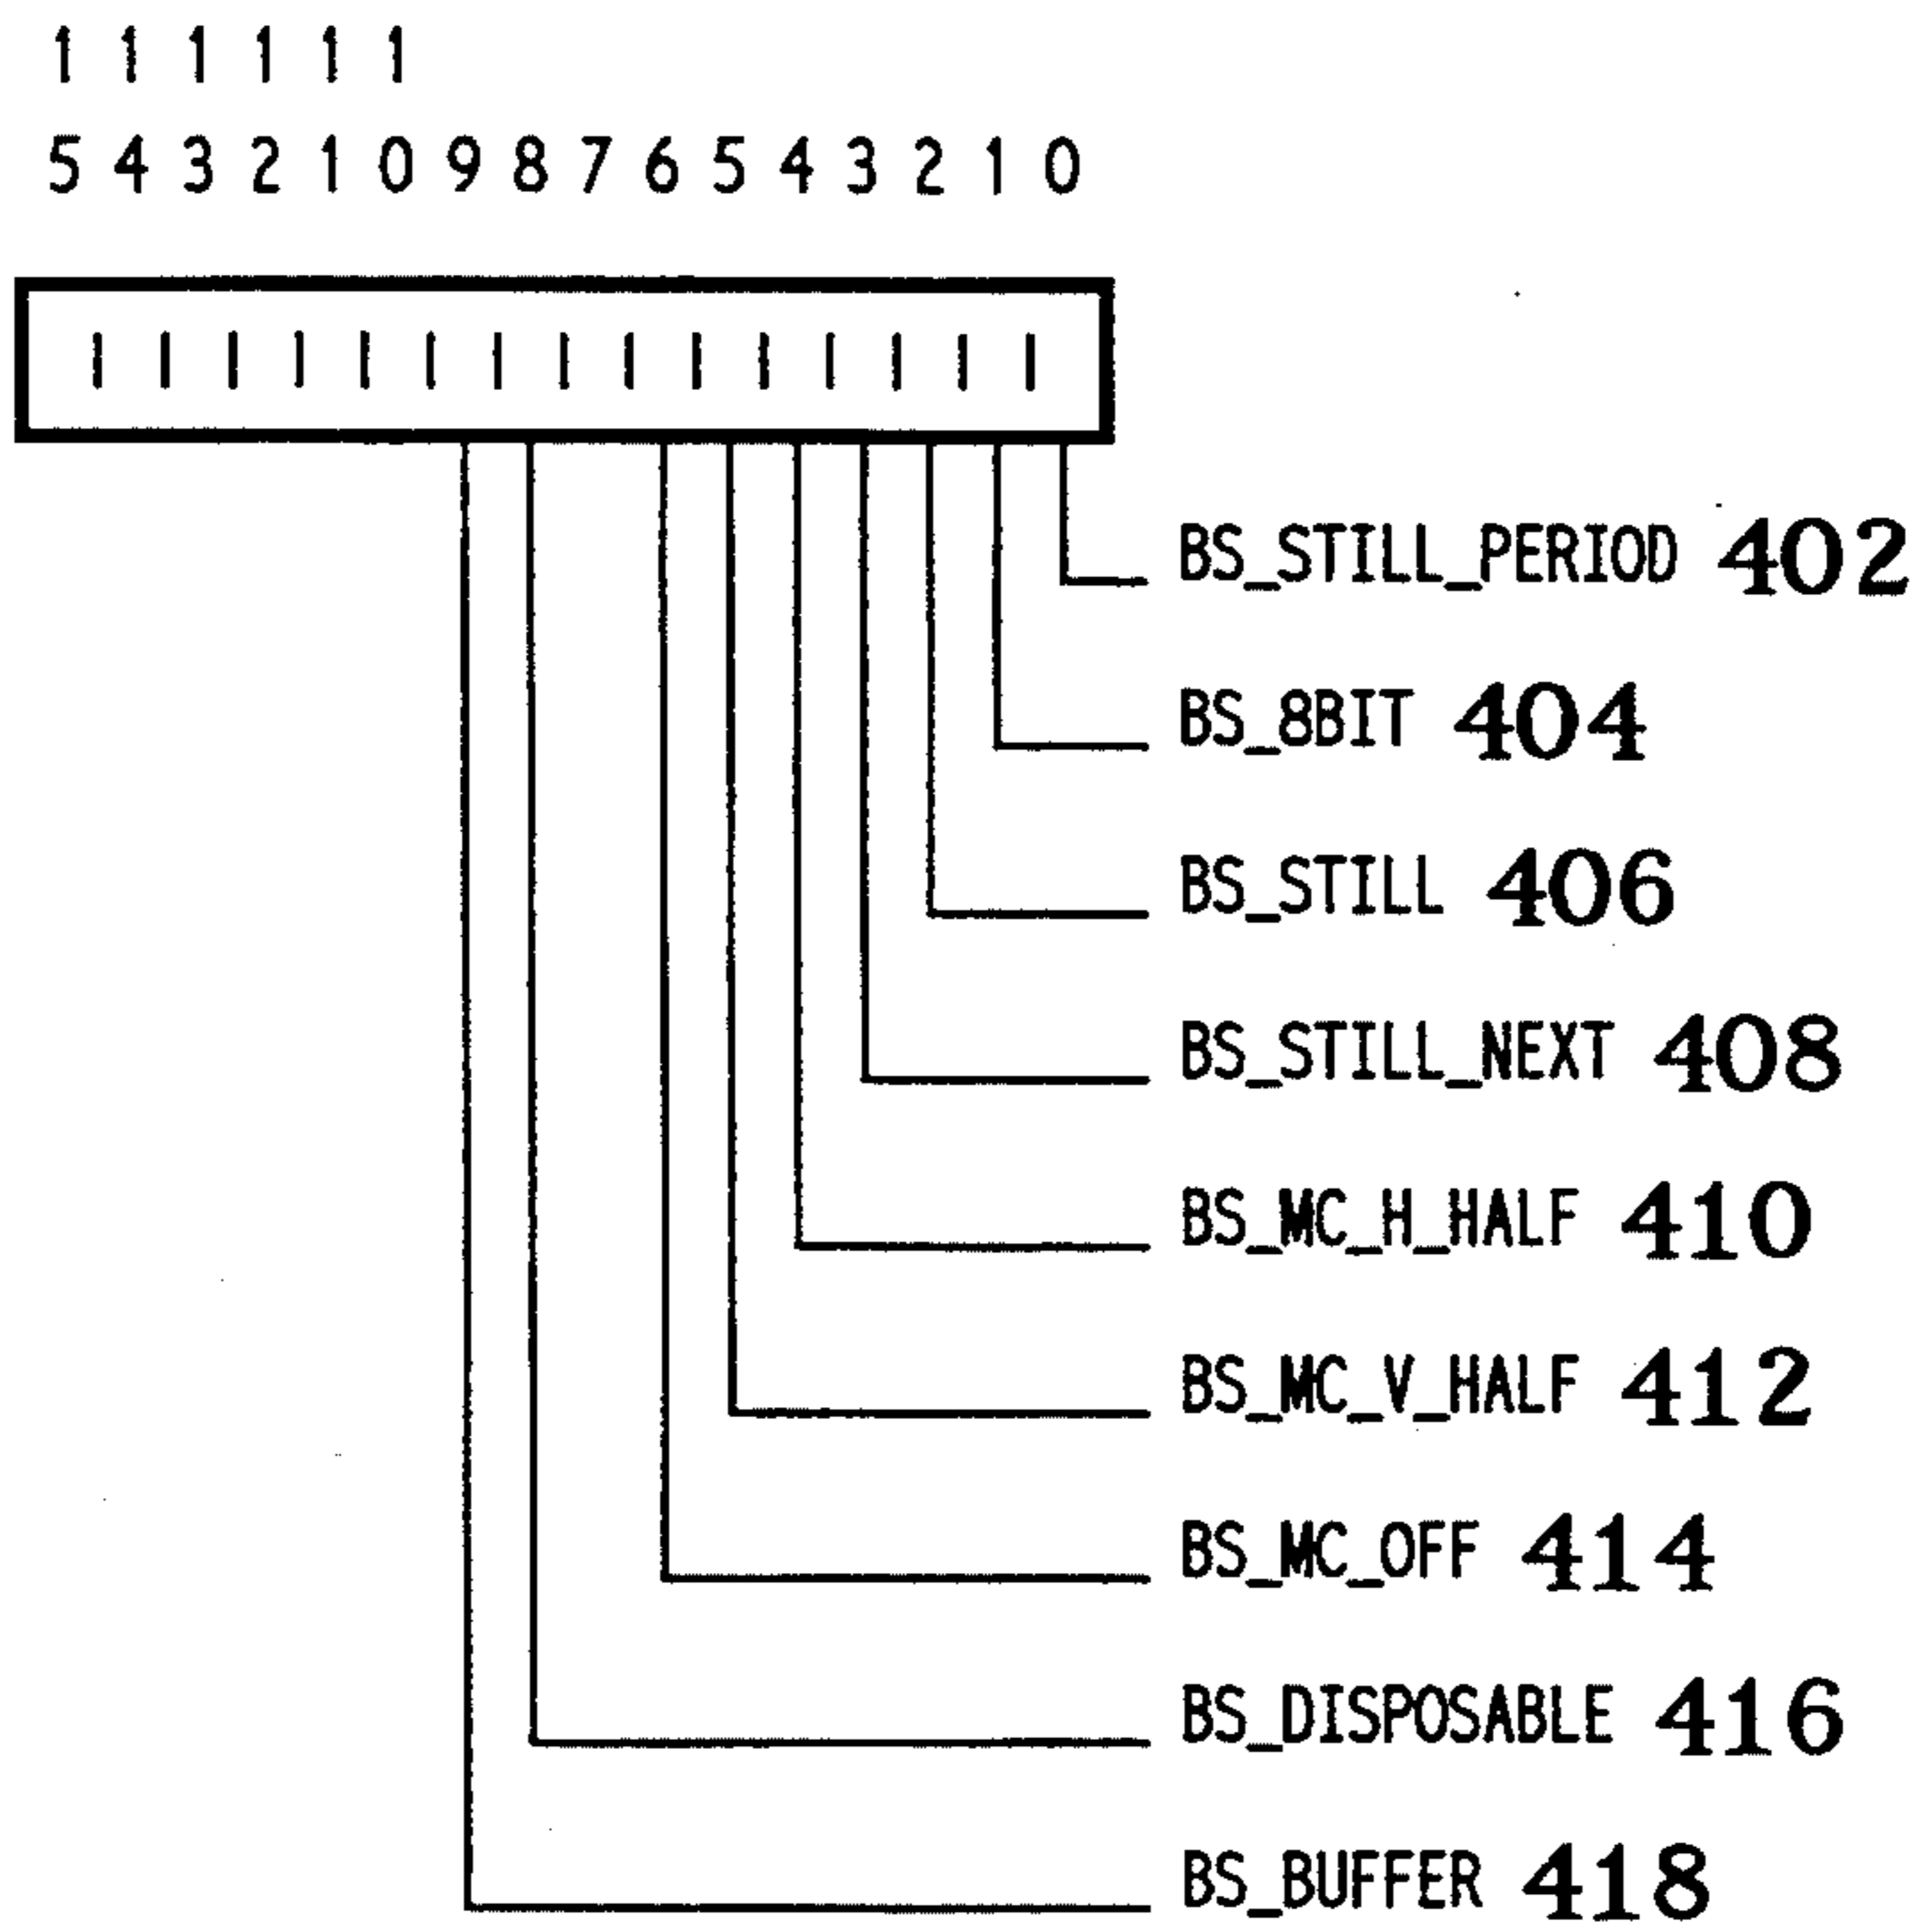 1 1 1 1 1 1
5 4 3 2 1 0 9 8 7 6 5 4 3 2 1 0
BS_STILL_PERIOD 402
BS_8BIT 404
BS_STILL 406
BS_STILL_NEXT 408
BS_MC_H_HALF 410
BS_MC_V_HALF 412
BS_MC_OFF 414
BS_DISPOSABLE 416
BS_BUFFER 418